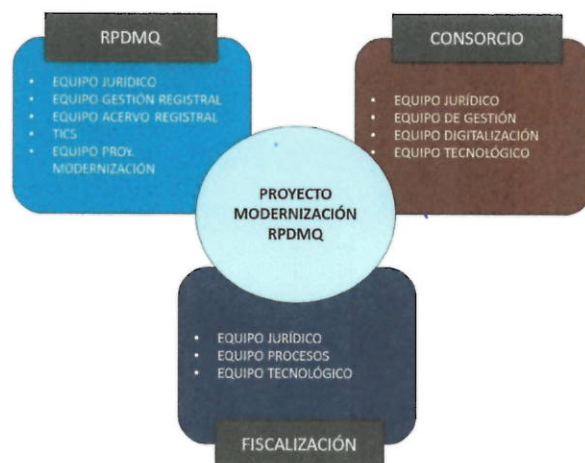 RPDMQ
• EQUIPO JURÍDICO
• EQUIPO GESTIÓN REGISTRAL
• EQUIPO ACERVO REGISTRAL
• TICS
• EQUIPO PROY.
MODERNIZACIÓN
CONSORCIO
• EQUIPO JURÍDICO
• EQUIPO DE GESTIÓN
• EQUIPO DIGITALIZACIÓN
• EQUIPO TECNOLÓGICO
PROYECTO
MODERNIZACIÓN
RPDMQ
• EQUIPO JURÍDICO
• EQUIPO PROCESOS
• EQUIPO TECNOLÓGICO
FISCALIZACIÓN